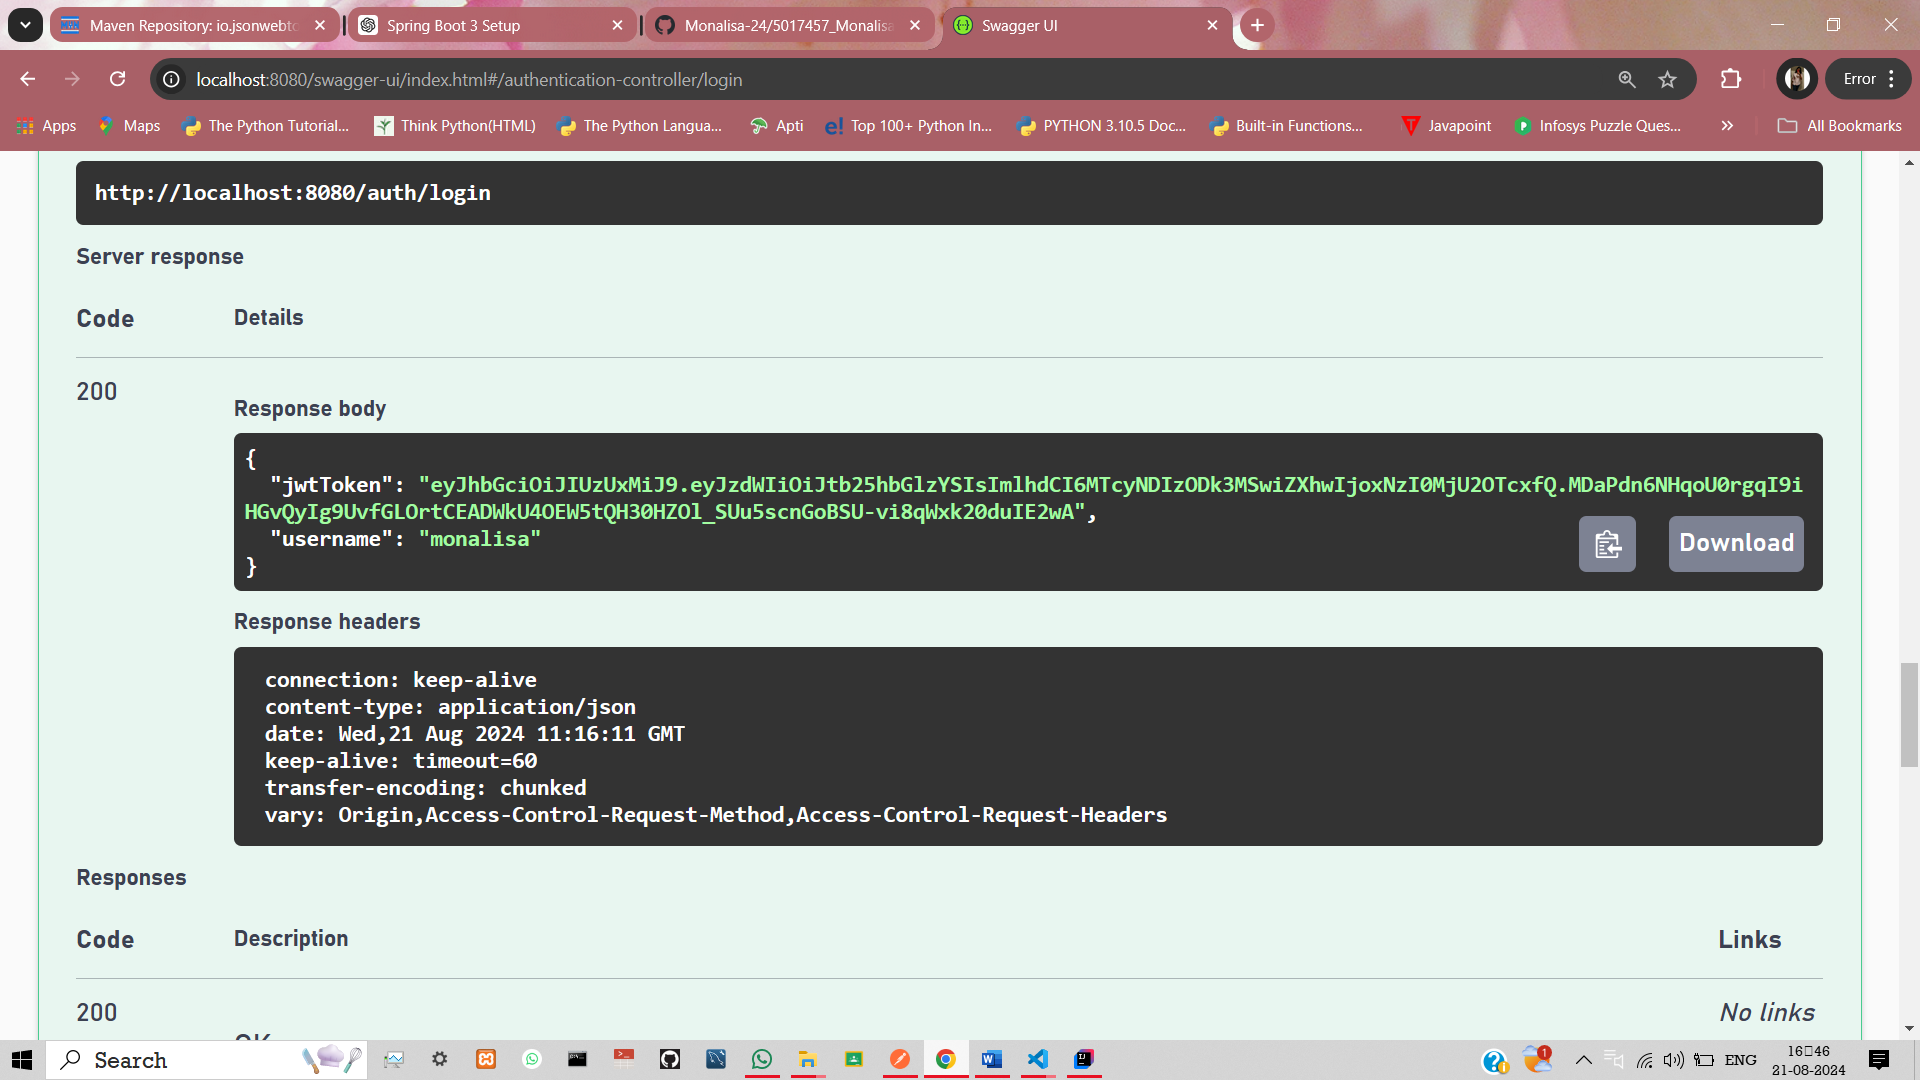 Maven Repository: io.jsonwebto
Spring Boot 3 Setup
Monalisa-24/5017457_Monalisa
Swagger UI
localhost:8080/swagger-ui/index.html#/authentication-controller/login
Error
Apps
Maps
The Python Tutorial...
Think Python(HTML)
The Python Langua...
Apti
Top 100+ Python In...
PYTHON 3.10.5 Doc...
Built-in Functions...
Javapoint
Infosys Puzzle Ques...
All Bookmarks
http://localhost:8080/auth/login
Server response
Code Details
200
Response body
{
"jwtToken": "eyJhbGciOiJIUzUxMiJ9.eyJzdWIiOiJtb25hbGlzYSIsImlhdCI6MTcyNDIzODk3MSwiZXhwIjoxNzI0MjU2OTcxfQ.MDaPdn6NHqoU0rgqI9i
HGvQyIg9UvfGLOrtCEADWkU4OEW5tQH30HZOl_SUu5scnGoBSU-vi8qWxk20duIE2wA",
"username": "monalisa"
}
Download
Response headers
connection: keep-alive
content-type: application/json
date: Wed,21 Aug 2024 11:16:11 GMT
keep-alive: timeout=60
transfer-encoding: chunked
vary: Origin,Access-Control-Request-Method,Access-Control-Request-Headers
Responses
Code Description Links
200 No links
OK
Search
1
ENG
16:46
21-08-2024